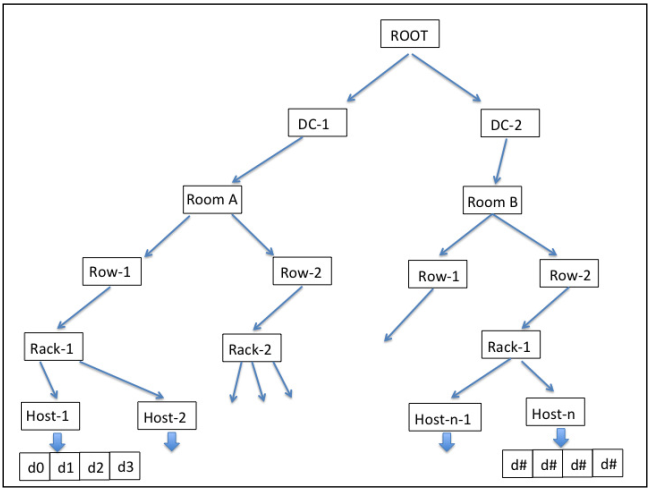 ROOT
DC-1 DC-2
Room A Room B
Row-1 Row-2 Row-1 Row-2
Rack-1 Rack-2 Rack-1
Host-1 Host-2 Host-n-1 Host-n
d0 d1 d2 d3 d# d# d# d#